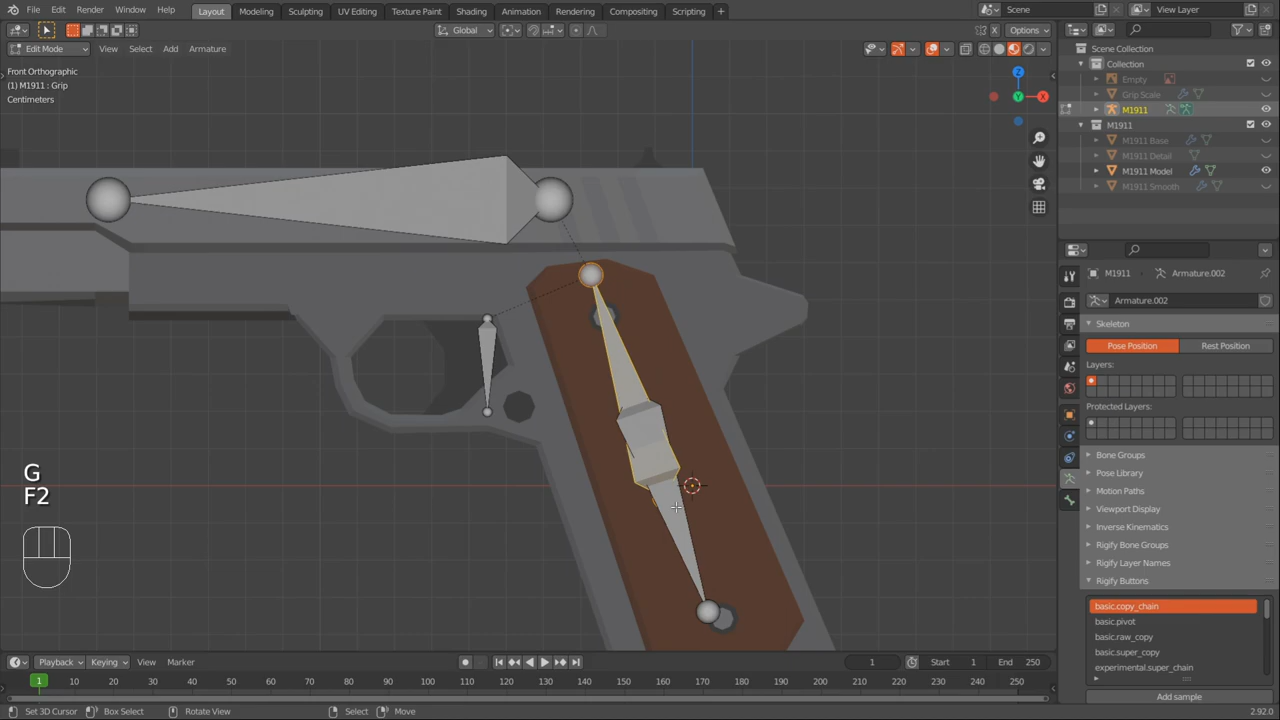 File Edit Render Window Help
Layout Modeling Sculpting UV Editing Texture Paint Shading Animation Rendering Compositing Scripting +
Scene View Layer
Global Options
Edit Mode View Select Add Armature
Front Orthographic
(1) M1911 : Grip
Centimeters
Z
Y
X
G
F2
Scene Collection
Collection
Empty
Grip Scale
M1911
M1911
M1911 Base
M1911 Detail
M1911 Model
M1911 Smooth
M1911 Armature.002
Armature.002
Skeleton
Pose Position Rest Position
Layers:
Protected Layers:
Bone Groups
Pose Library
Motion Paths
Viewport Display
Inverse Kinematics
Rigify Bone Groups
Rigify Layer Names
Rigify Buttons
basic.copy_chain
basic.pivot
basic.raw_copy
basic.super_copy
experimental.super_chain
Add sample
Playback Keying View Marker 1 Start 1 End 250
1 10 20 30 40 50 60 70 80 90 100 110 120 130 140 150 160 170 180 190 200 210 220 230 240 250
Set 3D Cursor Box Select Rotate View Select Move 2.92.0